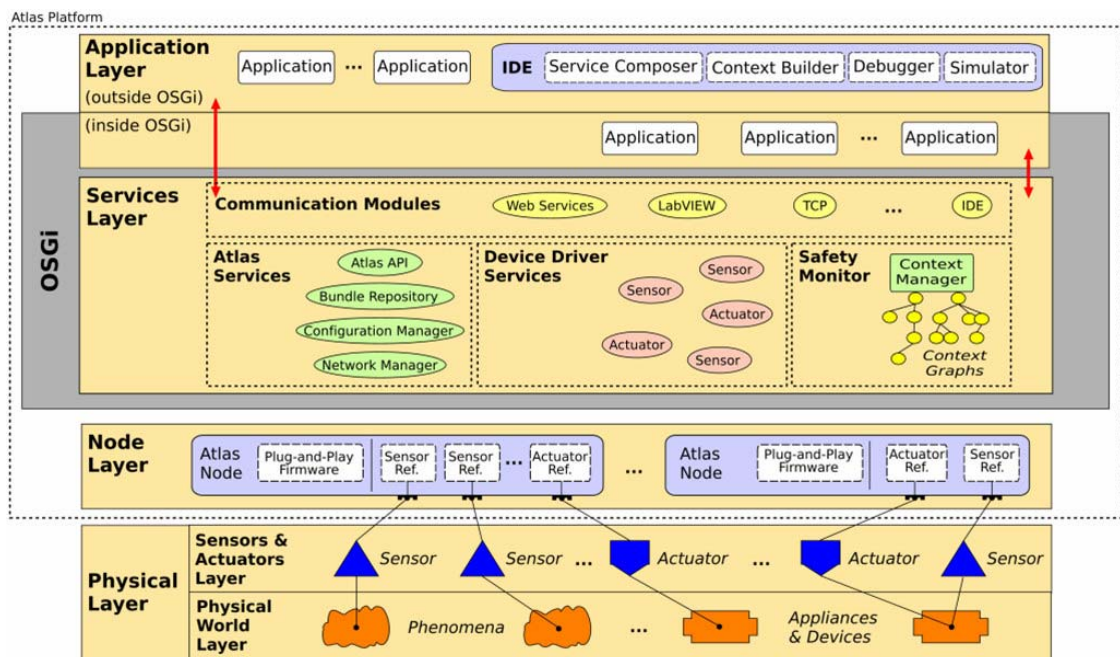 Atlas Platform
Application
Layer
(outside OSGi)
(inside OSGi)
Application ... Application
IDE Service Composer Context Builder Debugger Simulator
Application Application ... Application
OSGi
Services
Layer
Communication Modules Web Services LabVIEW TCP ... IDE
Atlas
Services
Atlas API
Bundle Repository
Configuration Manager
Network Manager
Device Driver
Services
Sensor
Sensor
Actuator
Actuator
Sensor
Safety
Monitor
Context
Manager
Context
Graphs
Node
Layer
Atlas
Node
Plug-and-Play
Firmware
Sensor
Ref.
Sensor
Ref.
...
Actuator
Ref.
...
Atlas
Node
Plug-and-Play
Firmware
Actuator
Ref.
Sensor
Ref.
Physical
Layer
Sensors &
Actuators
Layer
Sensor Sensor ... Actuator ... Actuator Sensor
Physical
World
Layer
Phenomena ... Appliances
& Devices